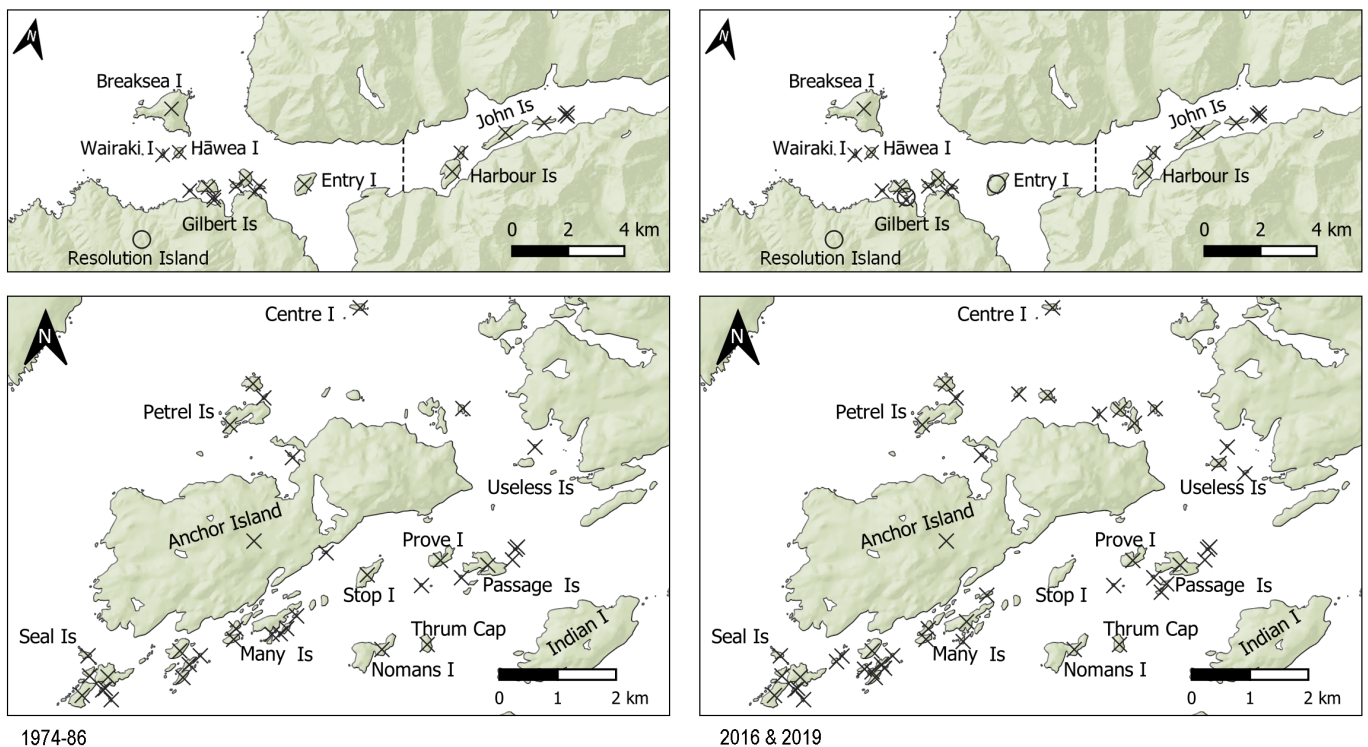 N
Breaksea I
Wairaki I
Hāwea I
John Is
Harbour Is
Entry I
Gilbert Is
Resolution Island
0 2 4 km
N
Breaksea I
Wairaki I
Hāwea I
John Is
Harbour Is
Entry I
Gilbert Is
Resolution Island
0 2 4 km
N
Centre I
Petrel Is
Useless Is
Anchor Island
Prove I
Passage Is
Stop I
Thrum Cap
Indian I
Seal Is
Many Is
Nomans I
0 1 2 km
N
Centre I
Petrel Is
Useless Is
Anchor Island
Prove I
Passage Is
Stop I
Thrum Cap
Indian I
Seal Is
Many Is
Nomans I
0 1 2 km
1974-86
2016 & 2019